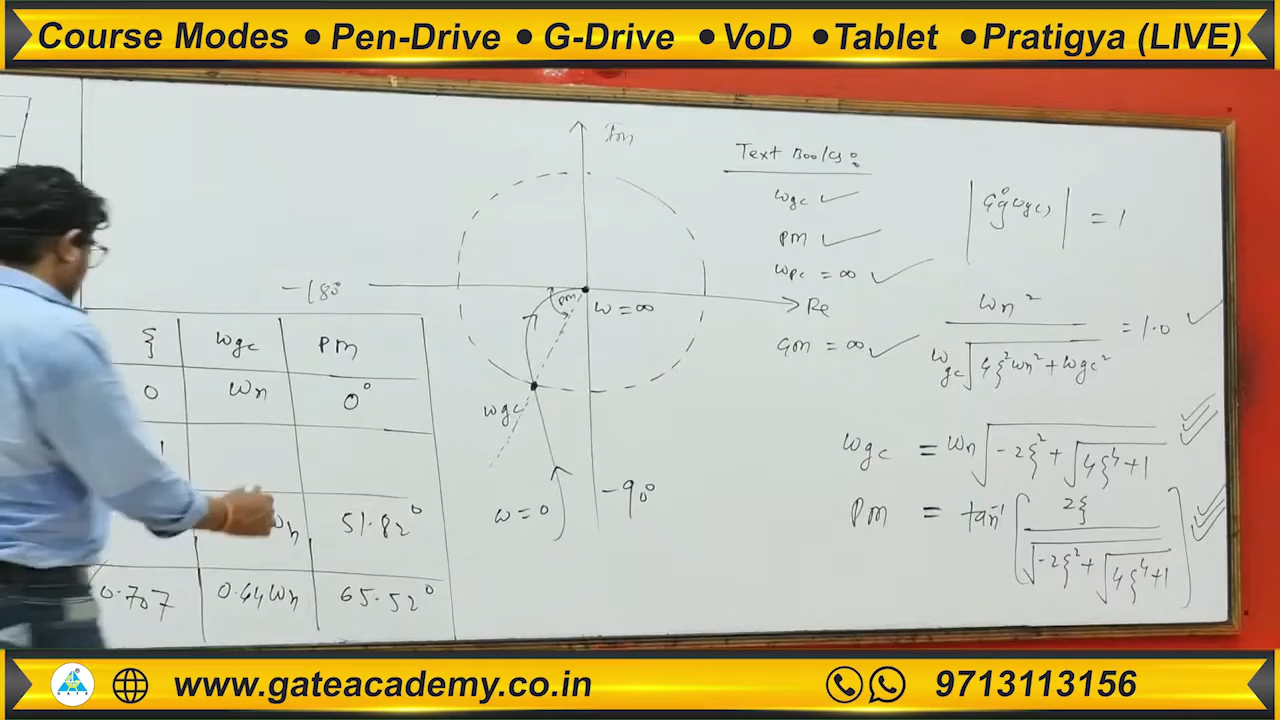 Course Modes • Pen-Drive • G-Drive • VoD • Tablet • Pratigya (LIVE)
Im
-180°
PM
ω=∞
Re
ωgc
ω=0
-90°
ξ ωgc PM
0 ωn 0°
ωn 51.82°
0.707 0.64ωn 65.52°
Text Books:
ωgc ✓
PM ✓
ωpc = ∞ ✓
GM = ∞ ✓
|G(jωgc)| = 1
ωn² / (ωgc√(4ξ²ωn² + ωgc²)) = 1.0 ✓
ωgc = ωn√(-2ξ² + √(4ξ⁴+1))
PM = tan⁻¹[2ξ / √(-2ξ² + √(4ξ⁴+1))]
www.gateacademy.co.in 9713113156